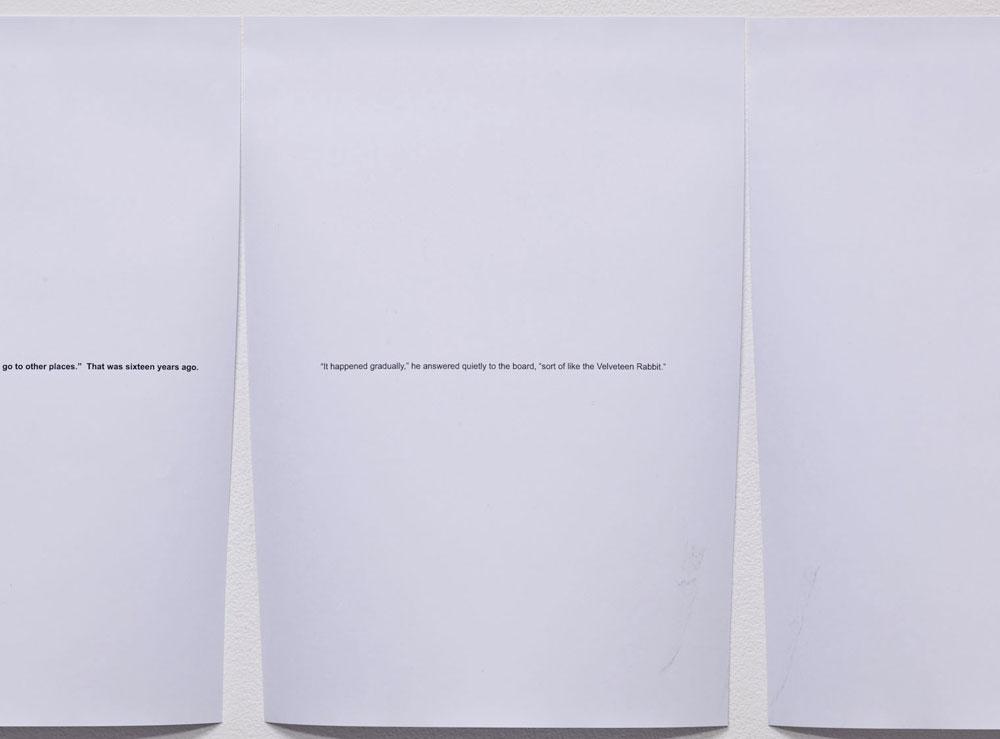 go to other places.”  That was sixteen years ago.
“It happened gradually,” he answered quietly to the board, “sort of like the Velveteen Rabbit.”